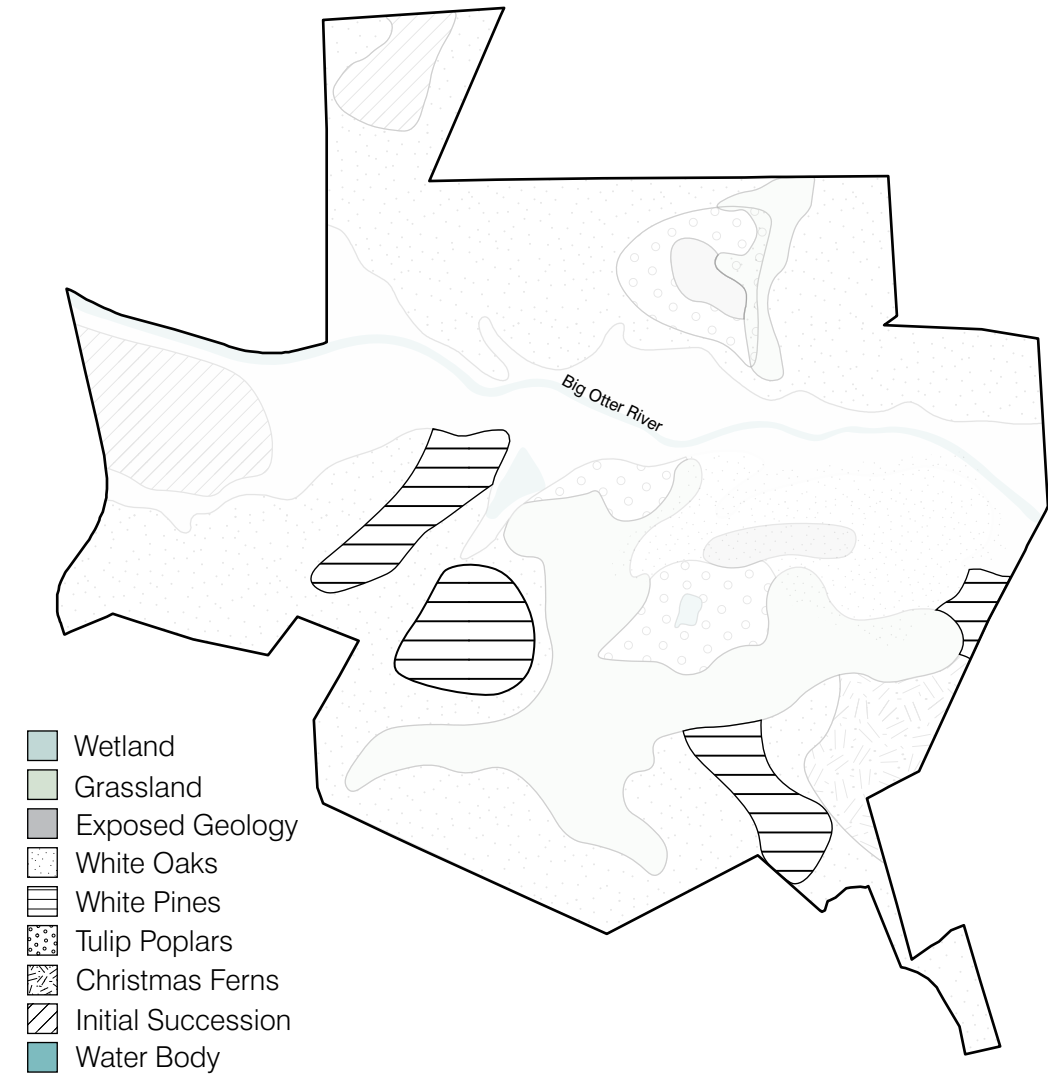 Big Otter River
Wetland
Grassland
Exposed Geology
White Oaks
White Pines
Tulip Poplars
Christmas Ferns
Initial Succession
Water Body